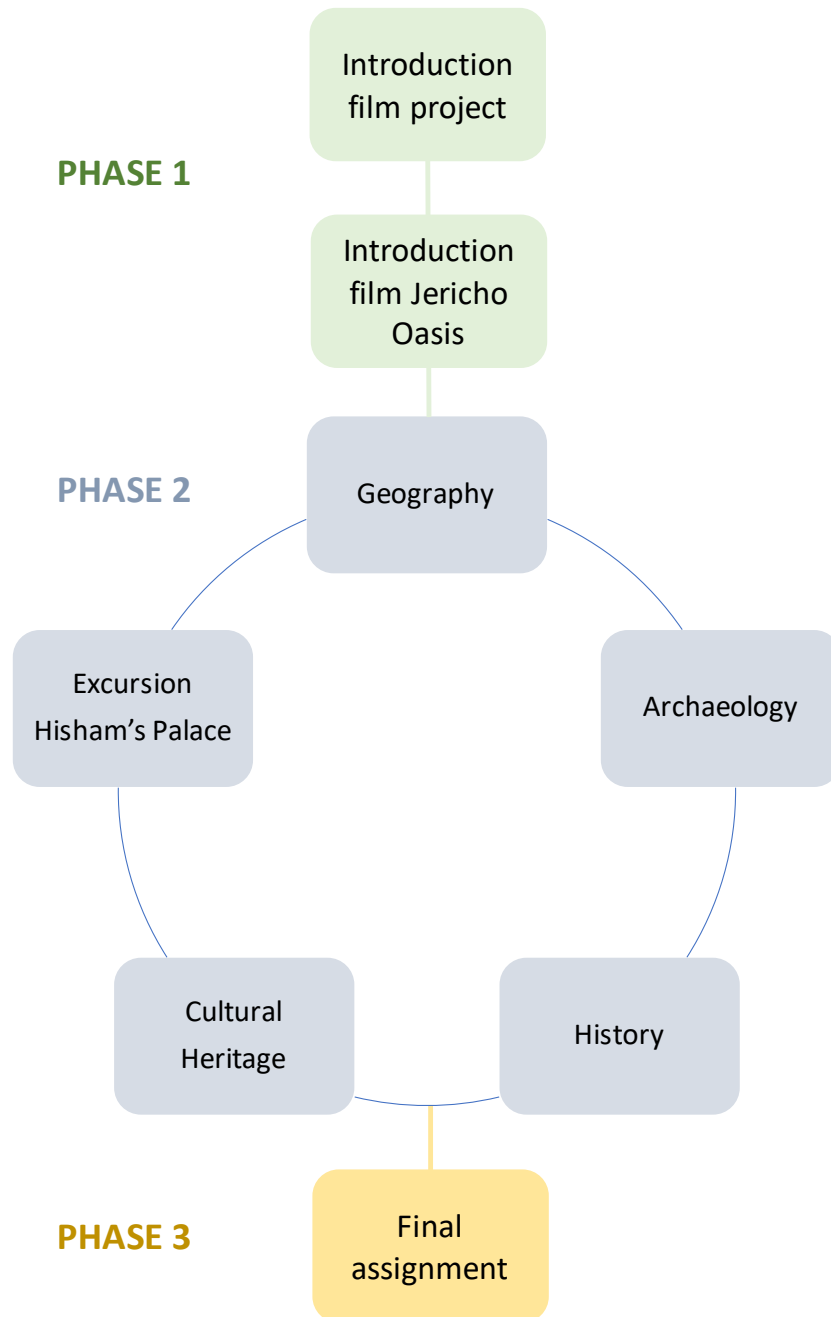 Introduction
film project
PHASE 1
Introduction
film Jericho
Oasis
PHASE 2
Geography
Excursion
Hisham’s Palace
Archaeology
Cultural
Heritage
History
PHASE 3
Final
assignment